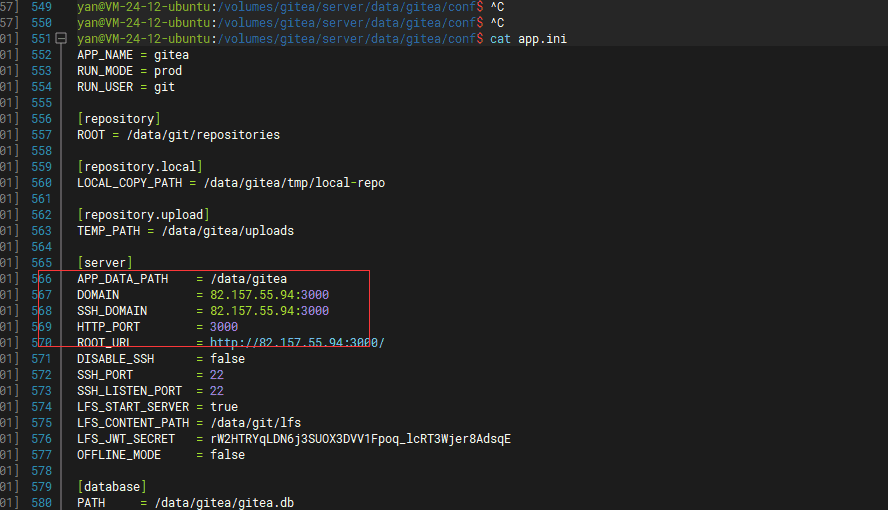 57] 549 yan@VM-24-12-ubuntu:/volumes/gitea/server/data/gitea/conf$ ^C
57] 550 yan@VM-24-12-ubuntu:/volumes/gitea/server/data/gitea/conf$ ^C
01] 551 yan@VM-24-12-ubuntu:/volumes/gitea/server/data/gitea/conf$ cat app.ini
01] 552 APP_NAME = gitea
01] 553 RUN_MODE = prod
01] 554 RUN_USER = git
01] 555
01] 556 [repository]
01] 557 ROOT = /data/git/repositories
01] 558
01] 559 [repository.local]
01] 560 LOCAL_COPY_PATH = /data/gitea/tmp/local-repo
01] 561
01] 562 [repository.upload]
01] 563 TEMP_PATH = /data/gitea/uploads
01] 564
01] 565 [server]
01] 566 APP_DATA_PATH = /data/gitea
01] 567 DOMAIN = 82.157.55.94:3000
01] 568 SSH_DOMAIN = 82.157.55.94:3000
01] 569 HTTP_PORT = 3000
01] 570 ROOT_URL = http://82.157.55.94:3000/
01] 571 DISABLE_SSH = false
01] 572 SSH_PORT = 22
01] 573 SSH_LISTEN_PORT = 22
01] 574 LFS_START_SERVER = true
01] 575 LFS_CONTENT_PATH = /data/git/lfs
01] 576 LFS_JWT_SECRET = rW2HTRYqLDN6j3SUOX3DVV1Fpoq_lcRT3Wjer8AdsqE
01] 577 OFFLINE_MODE = false
01] 578
01] 579 [database]
01] 580 PATH = /data/gitea/gitea.db